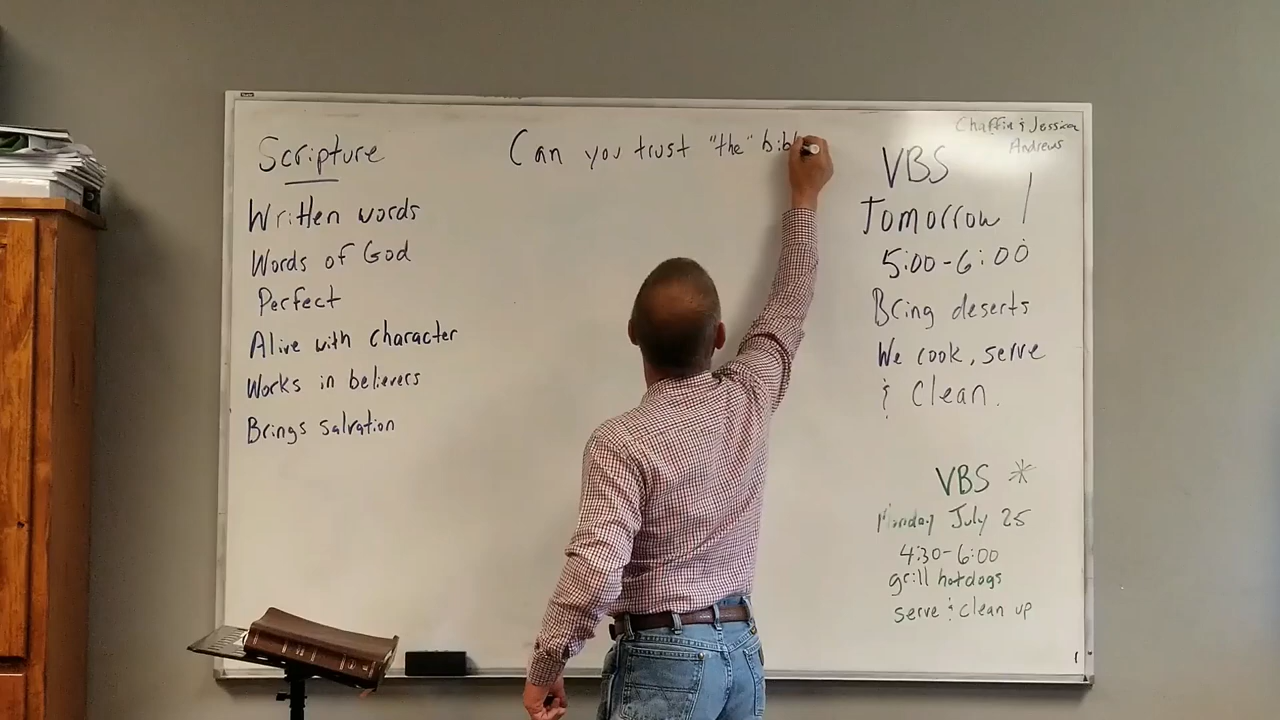 Scripture
Written words
Words of God
Perfect
Alive with character
Works in believers
Brings salvation
Can you trust "the" bibl
Chaffin & Jessica
Andrews
VBS
Tomorrow!
5:00-6:00
Bring deserts
We cook, serve
& Clean.
VBS *
Monday July 25
4:30-6:00
grill hotdogs
serve & clean up